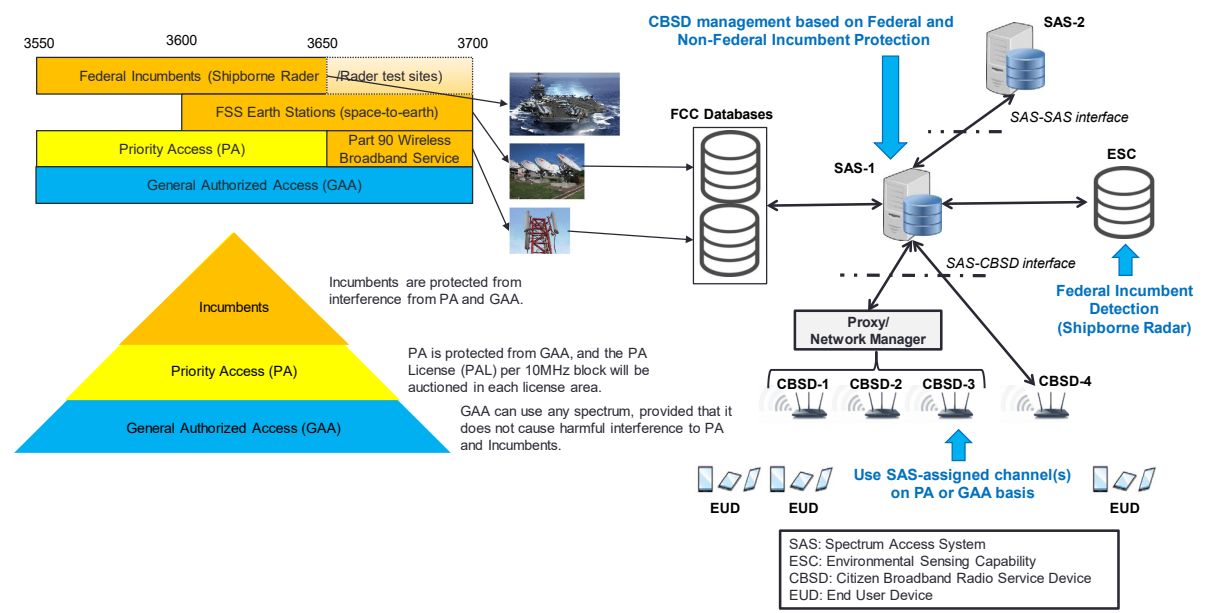 3550
3600
3650
3700
Federal Incumbents (Shipborne Rader
/Rader test sites)
FSS Earth Stations (space-to-earth)
Priority Access (PA)
Part 90 Wireless
Broadband Service
General Authorized Access (GAA)
Incumbents
Incumbents are protected from
interference from PA and GAA.
Priority Access (PA)
PA is protected from GAA, and the PA
License (PAL) per 10MHz block will be
auctioned in each license area.
General Authorized Access (GAA)
GAA can use any spectrum, provided that it
does not cause harmful interference to PA
and Incumbents.
CBSD management based on Federal and
Non-Federal Incumbent Protection
SAS-2
FCC Databases
SAS-SAS interface
SAS-1
ESC
SAS-CBSD interface
Federal Incumbent
Detection
(Shipborne Radar)
Proxy/
Network Manager
CBSD-1
CBSD-2
CBSD-3
CBSD-4
Use SAS-assigned channel(s)
on PA or GAA basis
EUD
EUD
EUD
SAS: Spectrum Access System
ESC: Environmental Sensing Capability
CBSD: Citizen Broadband Radio Service Device
EUD: End User Device